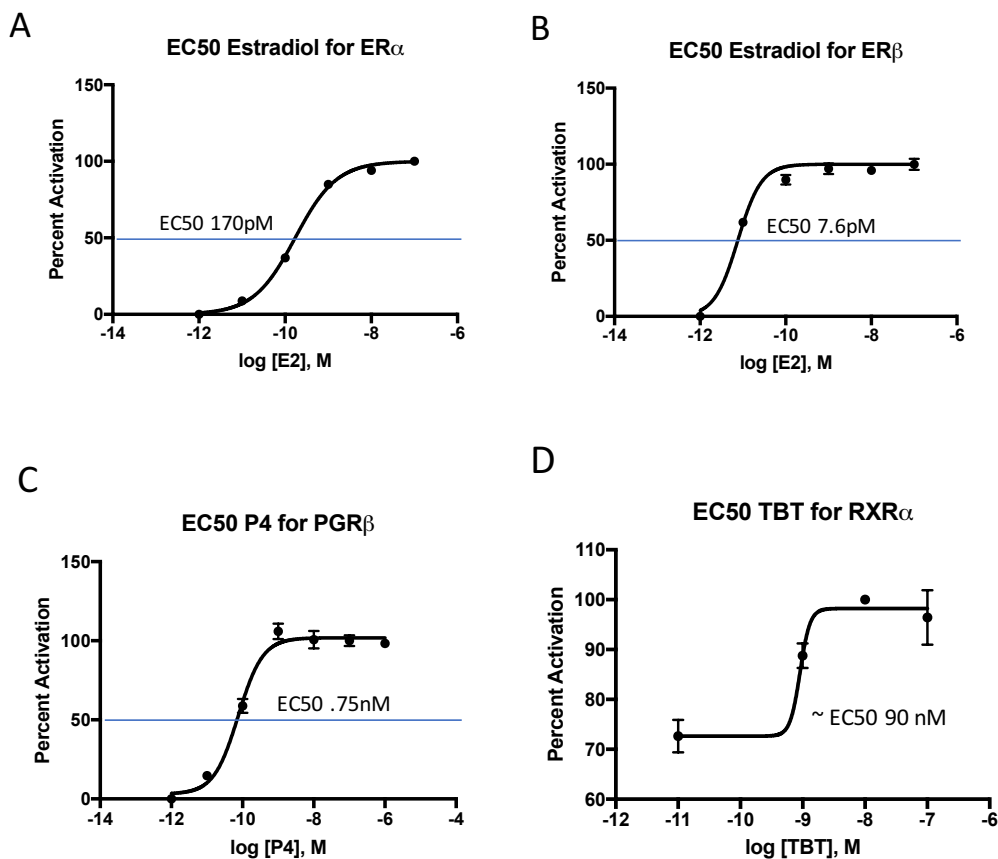 A
EC50 Estradiol for ERα
150
100
50
0
Percent Activation
EC50 170pM
-14 -12 -10 -8 -6
log [E2], M
B
EC50 Estradiol for ERβ
150
100
50
0
Percent Activation
EC50 7.6pM
-14 -12 -10 -8 -6
log [E2], M
C
EC50 P4 for PGRβ
150
100
50
0
Percent Activation
EC50 .75nM
-14 -12 -10 -8 -6 -4
log [P4], M
D
EC50 TBT for RXRα
110
100
90
80
70
60
Percent Activation
~ EC50 90 nM
-12 -11 -10 -9 -8 -7 -6
log [TBT], M